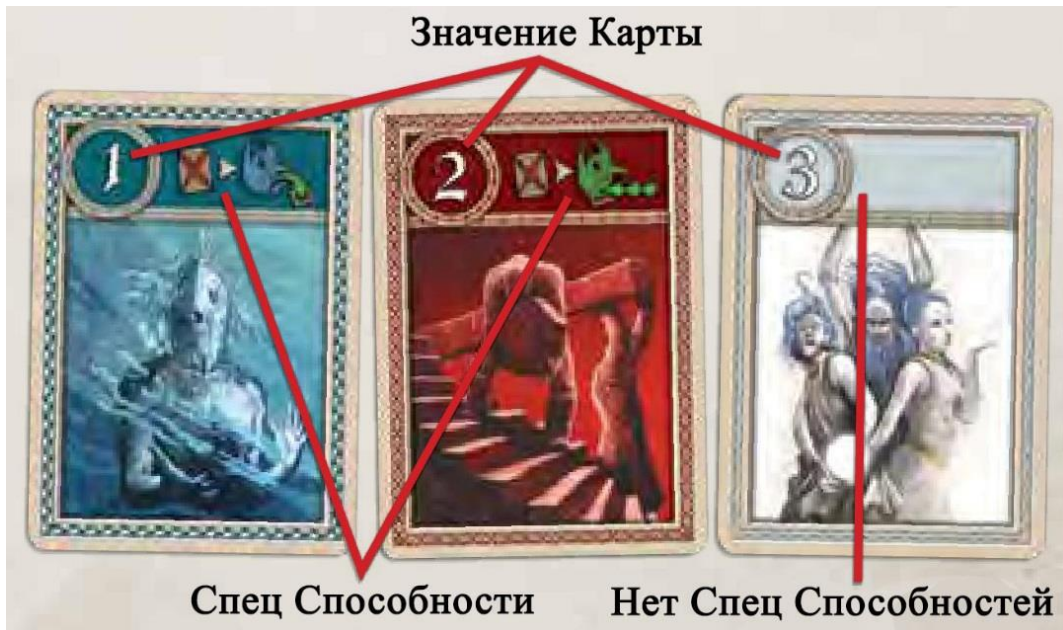 Значение Карты
1
2
3
Спец Способности
Нет Спец Способностей